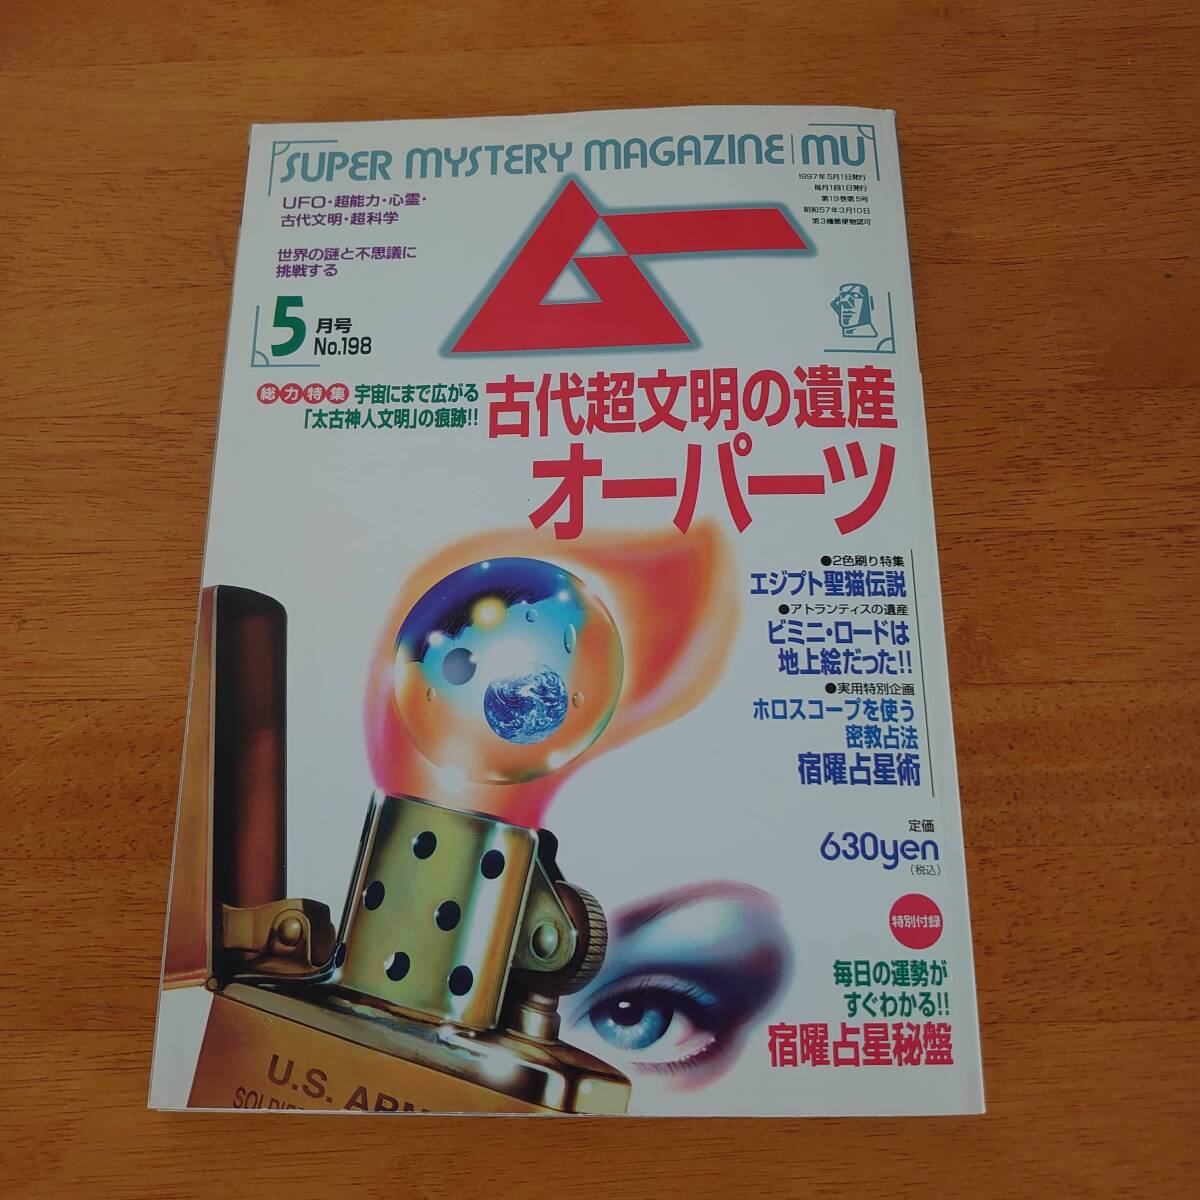 SUPER MYSTERY MAGAZINE MU
1997年5月1日発行
毎月1回1日発行
第19巻第5号
昭和57年3月10日
第3種郵便物認可
UFO・超能力・心霊・
古代文明・超科学
世界の謎と不思議に
挑戦する
ムー
5月号
No.198
総力特集
宇宙にまで広がる
「太古神人文明」の痕跡!!
古代超文明の遺産
オーパーツ
●2色刷り特集
エジプト聖猫伝説
●アトランティスの遺産
ビミニ・ロードは
地上絵だった!!
●実用特別企画
ホロスコープを使う
密教占法
宿曜占星術
定価
630yen
(税込)
特別付録
毎日の運勢が
すぐわかる!!
宿曜占星秘盤
U.S. ARM